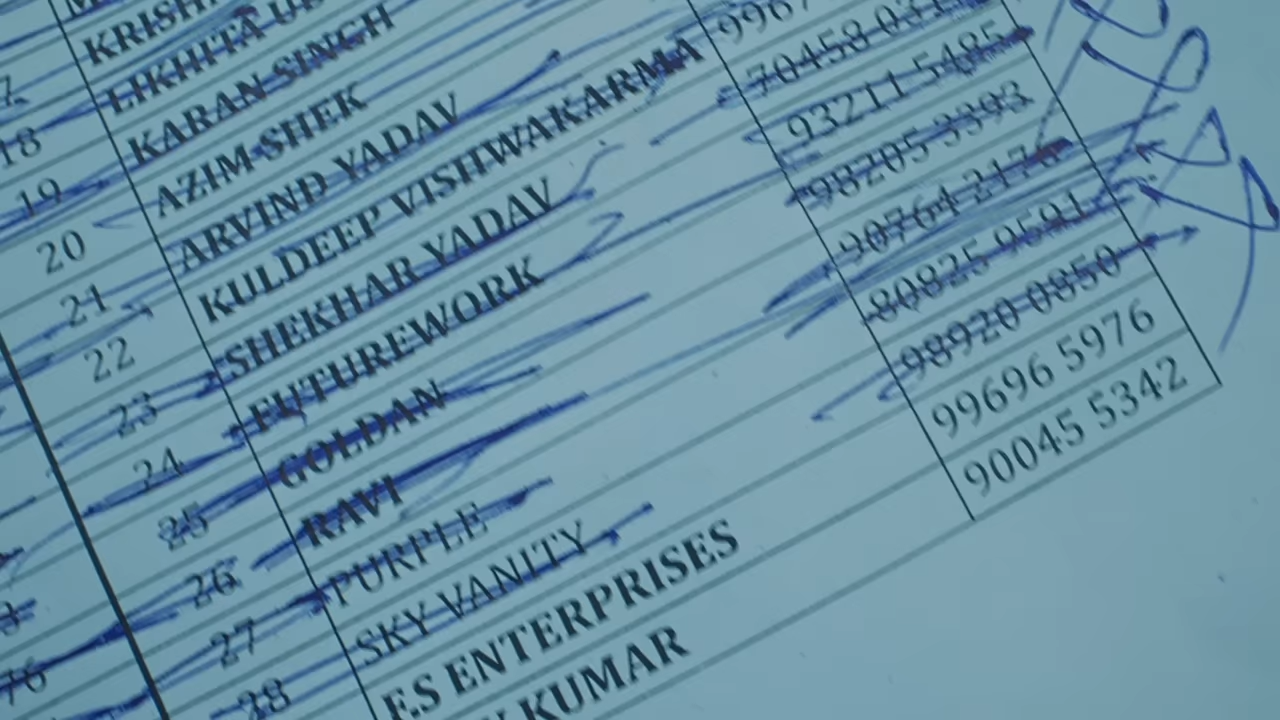 KRISH
18 LIKHITA
19 KARAN SINGH
20 AZIM SHEK
21 ARVIND YADAV
22 KULDEEP VISHWAKARMA 9967
23 SHEKHAR YADAV 70458
24 FUTUREWORK 93211 5485
25 GOLDAN 98205 3393
26 RAVI 90764
27 PURPLE 80825 9591
28 SKY VANITY 98920 0850
F.S ENTERPRISES 99696 5976
KUMAR 90045 5342